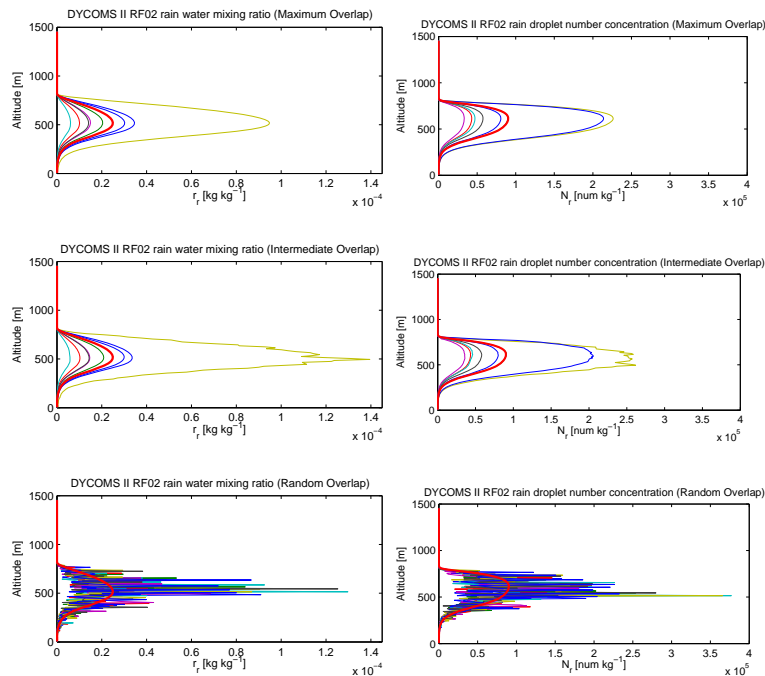 DYCOMS II RF02 rain water mixing ratio (Maximum Overlap)
1500
1000
500
0
Altitude [m]
0 0.2 0.4 0.6 0.8 1 1.2 1.4
r_r [kg kg⁻¹]
x 10⁻⁴
DYCOMS II RF02 rain droplet number concentration (Maximum Overlap)
1500
1000
500
0
Altitude [m]
0 0.5 1 1.5 2 2.5 3 3.5 4
N_r [num kg⁻¹]
x 10⁵
DYCOMS II RF02 rain water mixing ratio (Intermediate Overlap)
1500
1000
500
0
Altitude [m]
0 0.2 0.4 0.6 0.8 1 1.2 1.4
r_r [kg kg⁻¹]
x 10⁻⁴
DYCOMS II RF02 rain droplet number concentration (Intermediate Overlap)
1500
1000
500
0
Altitude [m]
0 0.5 1 1.5 2 2.5 3 3.5 4
N_r [num kg⁻¹]
x 10⁵
DYCOMS II RF02 rain water mixing ratio (Random Overlap)
1500
1000
500
0
Altitude [m]
0 0.2 0.4 0.6 0.8 1 1.2 1.4
r_r [kg kg⁻¹]
x 10⁻⁴
DYCOMS II RF02 rain droplet number concentration (Random Overlap)
1500
1000
500
0
Altitude [m]
0 0.5 1 1.5 2 2.5 3 3.5 4
N_r [num kg⁻¹]
x 10⁵